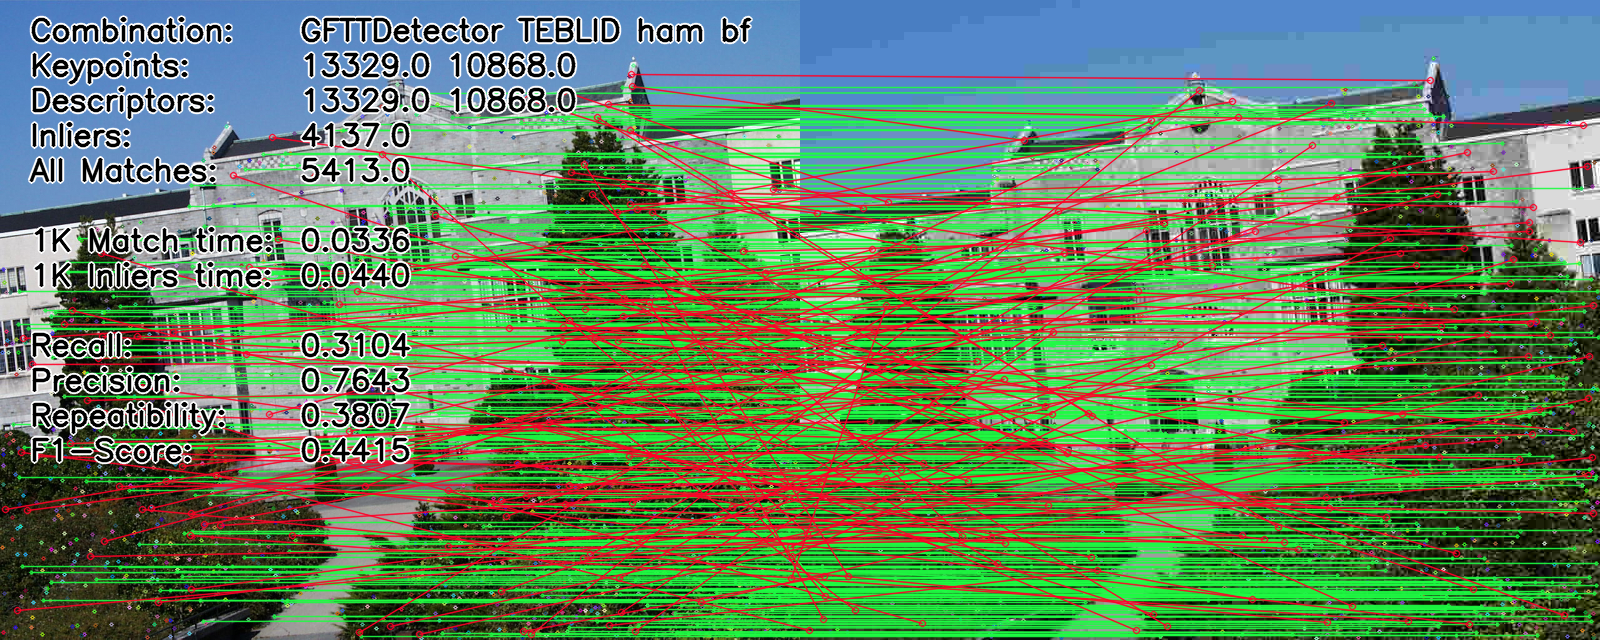 Combination: GFTTDetector TEBLID ham bf
Keypoints: 13329.0 10868.0
Descriptors: 13329.0 10868.0
Inliers: 4137.0
All Matches: 5413.0
1K Match time: 0.0336
1K Inliers time: 0.0440
Recall: 0.3104
Precision: 0.7643
Repeatibility: 0.3807
F1-Score: 0.4415